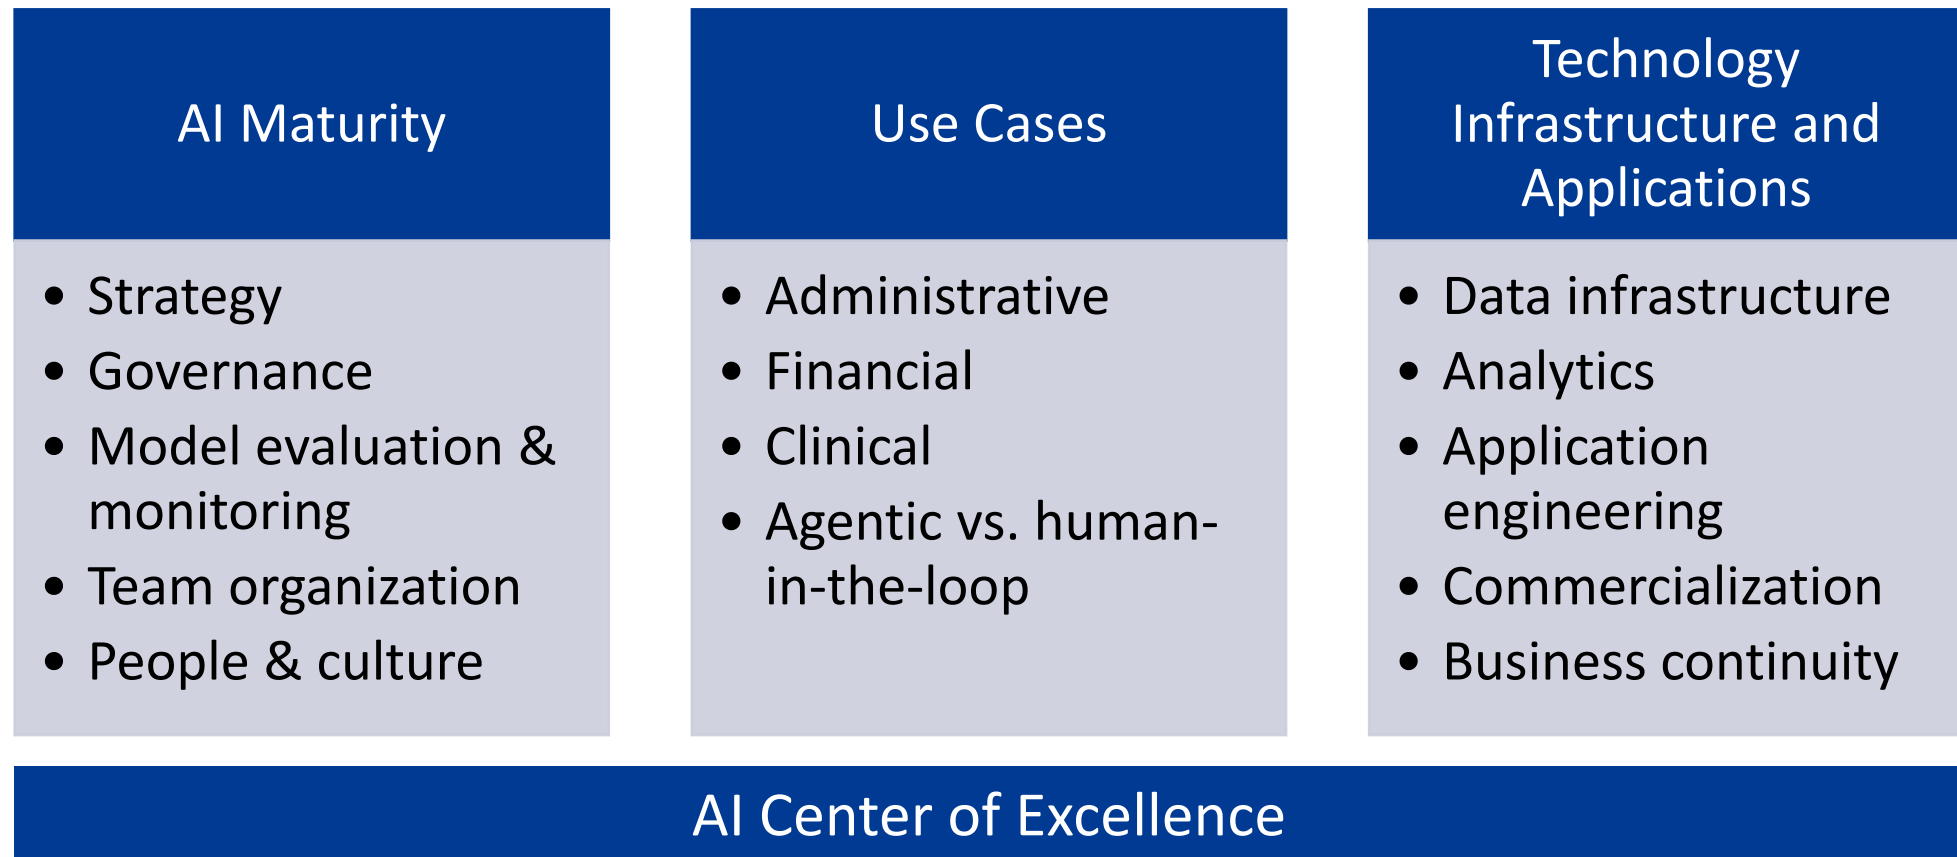 AI Maturity
• Strategy
• Governance
• Model evaluation &
monitoring
• Team organization
• People & culture
Use Cases
• Administrative
• Financial
• Clinical
• Agentic vs. human-
in-the-loop
Technology
Infrastructure and
Applications
• Data infrastructure
• Analytics
• Application
engineering
• Commercialization
• Business continuity
AI Center of Excellence